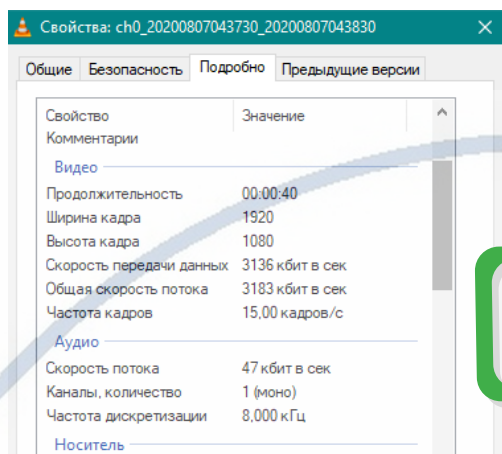 Свойства: ch0_20200807043730_20200807043830
Общие Безопасность Подробно Предыдущие версии
Свойство Значение
Комментарии
Видео
Продолжительность 00:00:40
Ширина кадра 1920
Высота кадра 1080
Скорость передачи данных 3136 кбит в сек
Общая скорость потока 3183 кбит в сек
Частота кадров 15,00 кадров/с
Аудио
Скорость потока 47 кбит в сек
Каналы, количество 1 (моно)
Частота дискретизации 8,000 кГц
Носитель